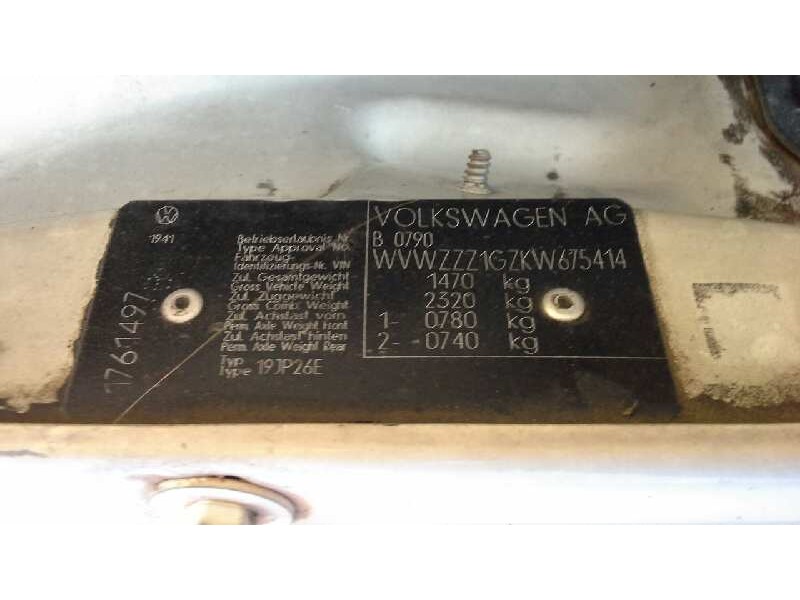 1941
1761497
Betriebserlaubnis Nr.
Type Approval No.
Fahrzeug-
Identifizierungs-Nr. VIN
Zul. Gesamtgewicht
Gross Vehicle Weight
Zul. Zuggewicht
Gross Comb. Weight
Zul. Achslast vorn
Perm. Axle Weight Front
Zul. Achslast hinten
Perm. Axle Weight Rear
Typ
Type 19JP26E
VOLKSWAGEN AG
B 0790
WVWZZZ1GZKW675414
1470 kg
2320 kg
1- 0780 kg
2- -0740 kg